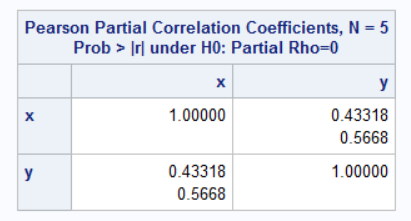 Pearson Partial Correlation Coefficients, N = 5
Prob > |r| under H0: Partial Rho=0
x y
x 1.00000 0.43318
0.5668
y 0.43318 1.00000
0.5668